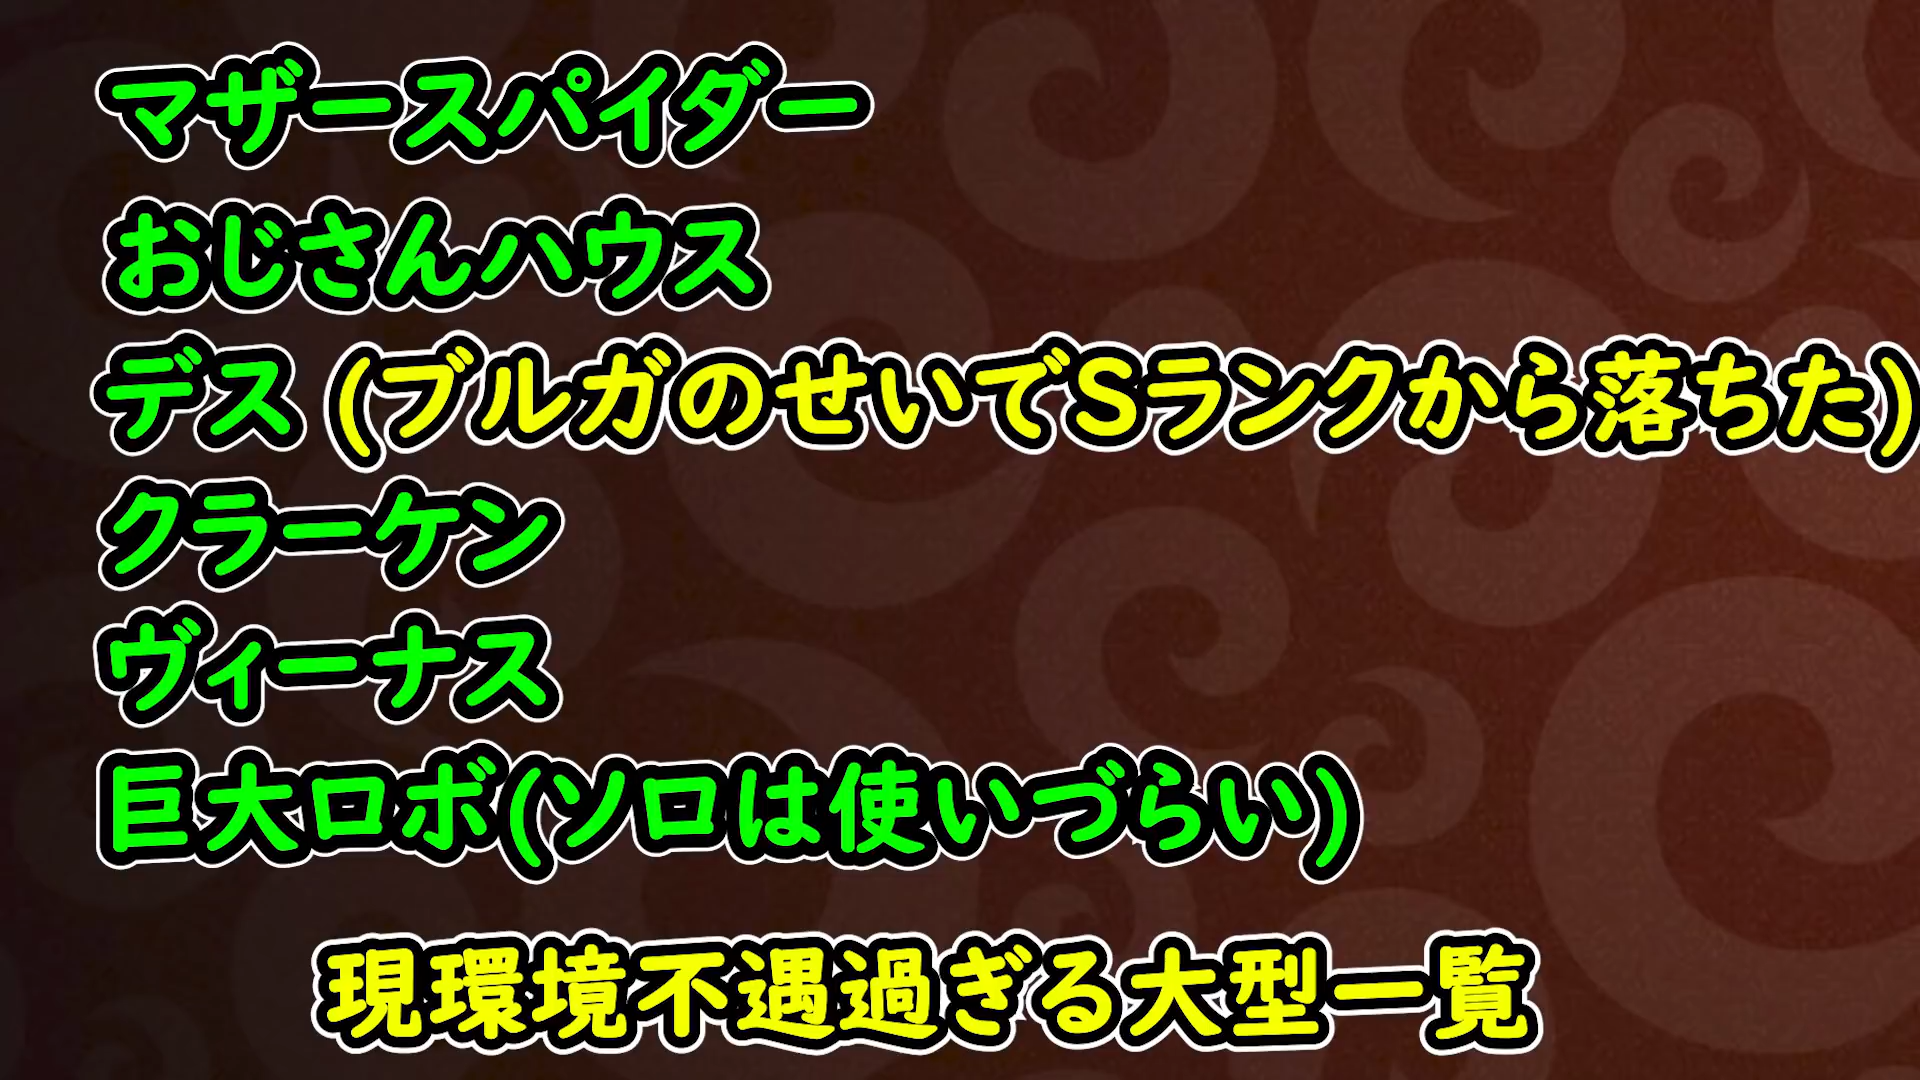 マザースパイダー
おじさんハウス
デス (ブルガのせいでSランクから落ちた)
クラーケン
ヴィーナス
巨大ロボ(ソロは使いづらい)
現環境不遇過ぎる大型一覧